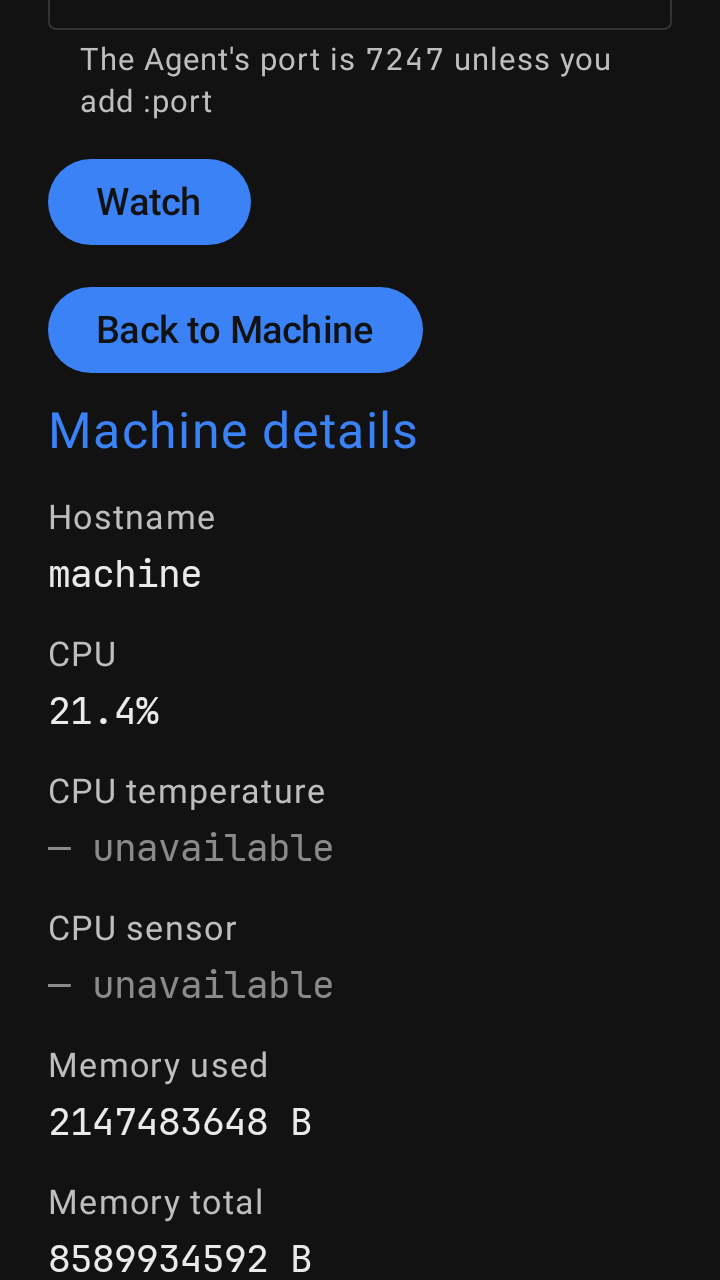 The Agent's port is 7247 unless you
add :port
Watch
Back to Machine
Machine details
Hostname
machine
CPU
21.4%
CPU temperature
— unavailable
CPU sensor
— unavailable
Memory used
2147483648 B
Memory total
8589934592 B